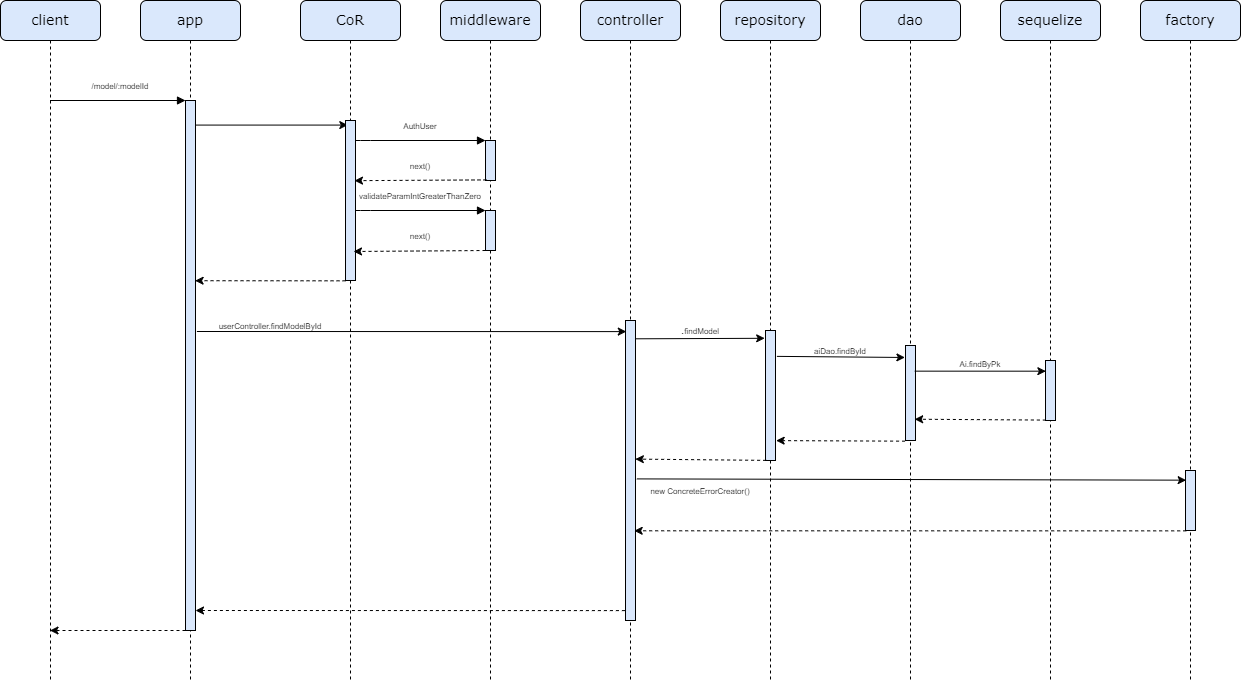 client
app
CoR
middleware
controller
repository
dao
sequelize
factory
/model/:modelId
AuthUser
next()
validateParamIntGreaterThanZero
next()
userController.findModelById
.findModel
aiDao.findById
Ai.findByPk
new ConcreteErrorCreator()